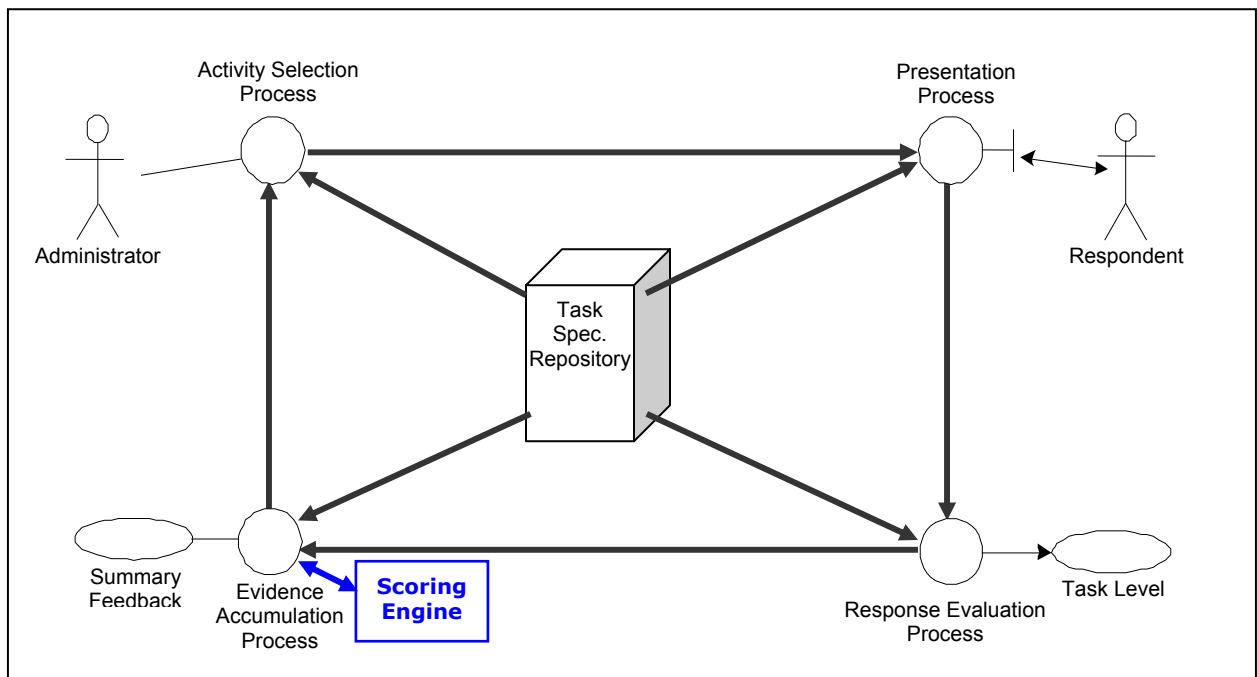 Activity Selection
Process
Presentation
Process
Administrator
Respondent
Task
Spec.
Repository
Summary
Feedback
Evidence
Accumulation
Process
Scoring
Engine
Response Evaluation
Process
Task Level